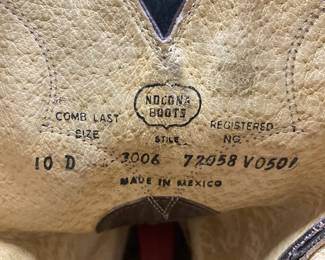 NOCONA
BOOTS
COMB LAST
SIZE
STILE
REGISTERED
NO.
10 D 3006 72058 V0501
MADE IN MEXICO